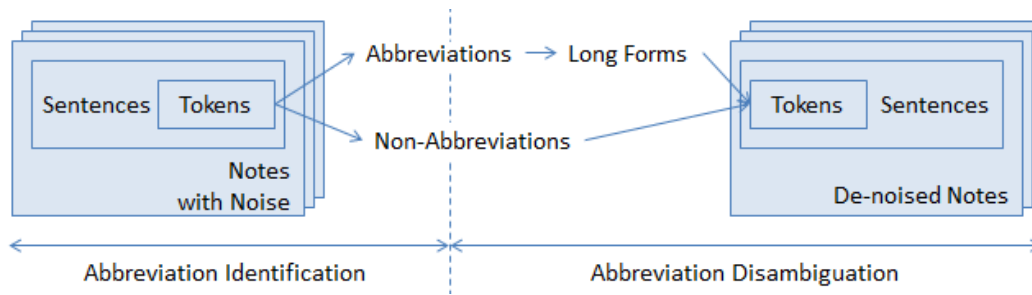 Abbreviations
Long Forms
Sentences
Tokens
Tokens
Sentences
Non-Abbreviations
Notes
with Noise
De-noised Notes
Abbreviation Identification
Abbreviation Disambiguation